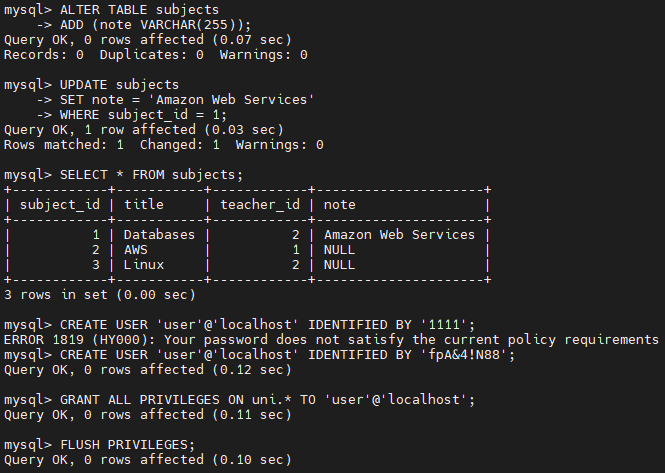 mysql> ALTER TABLE subjects
    -> ADD (note VARCHAR(255));
Query OK, 0 rows affected (0.07 sec)
Records: 0  Duplicates: 0  Warnings: 0

mysql> UPDATE subjects
    -> SET note = 'Amazon Web Services'
    -> WHERE subject_id = 1;
Query OK, 1 row affected (0.03 sec)
Rows matched: 1  Changed: 1  Warnings: 0

mysql> SELECT * FROM subjects;
+------------+-----------+------------+---------------------+
| subject_id | title     | teacher_id | note                |
+------------+-----------+------------+---------------------+
|          1 | Databases |          2 | Amazon Web Services |
|          2 | AWS       |          1 | NULL                |
|          3 | Linux     |          2 | NULL                |
+------------+-----------+------------+---------------------+
3 rows in set (0.00 sec)

mysql> CREATE USER 'user'@'localhost' IDENTIFIED BY '1111';
ERROR 1819 (HY000): Your password does not satisfy the current policy requirements
mysql> CREATE USER 'user'@'localhost' IDENTIFIED BY 'fpA&4!N88';
Query OK, 0 rows affected (0.12 sec)

mysql> GRANT ALL PRIVILEGES ON uni.* TO 'user'@'localhost';
Query OK, 0 rows affected (0.11 sec)

mysql> FLUSH PRIVILEGES;
Query OK, 0 rows affected (0.10 sec)